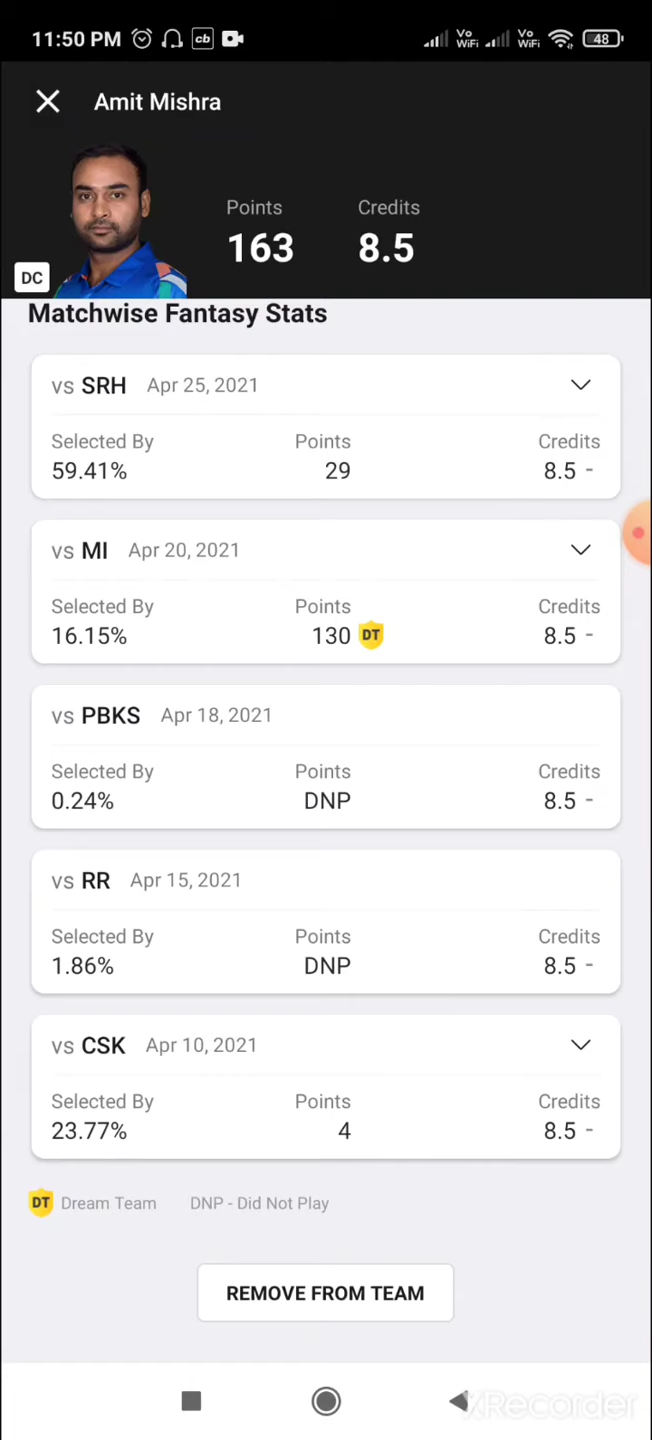 11:50 PM cb Vo WiFi Vo WiFi 48
Amit Mishra
Points Credits
163 8.5
DC
Matchwise Fantasy Stats
vs SRH Apr 25, 2021
Selected By Points Credits
59.41% 29 8.5 -
vs MI Apr 20, 2021
Selected By Points Credits
16.15% 130 DT 8.5 -
vs PBKS Apr 18, 2021
Selected By Points Credits
0.24% DNP 8.5 -
vs RR Apr 15, 2021
Selected By Points Credits
1.86% DNP 8.5 -
vs CSK Apr 10, 2021
Selected By Points Credits
23.77% 4 8.5 -
DT Dream Team DNP - Did Not Play
REMOVE FROM TEAM
XRecorder